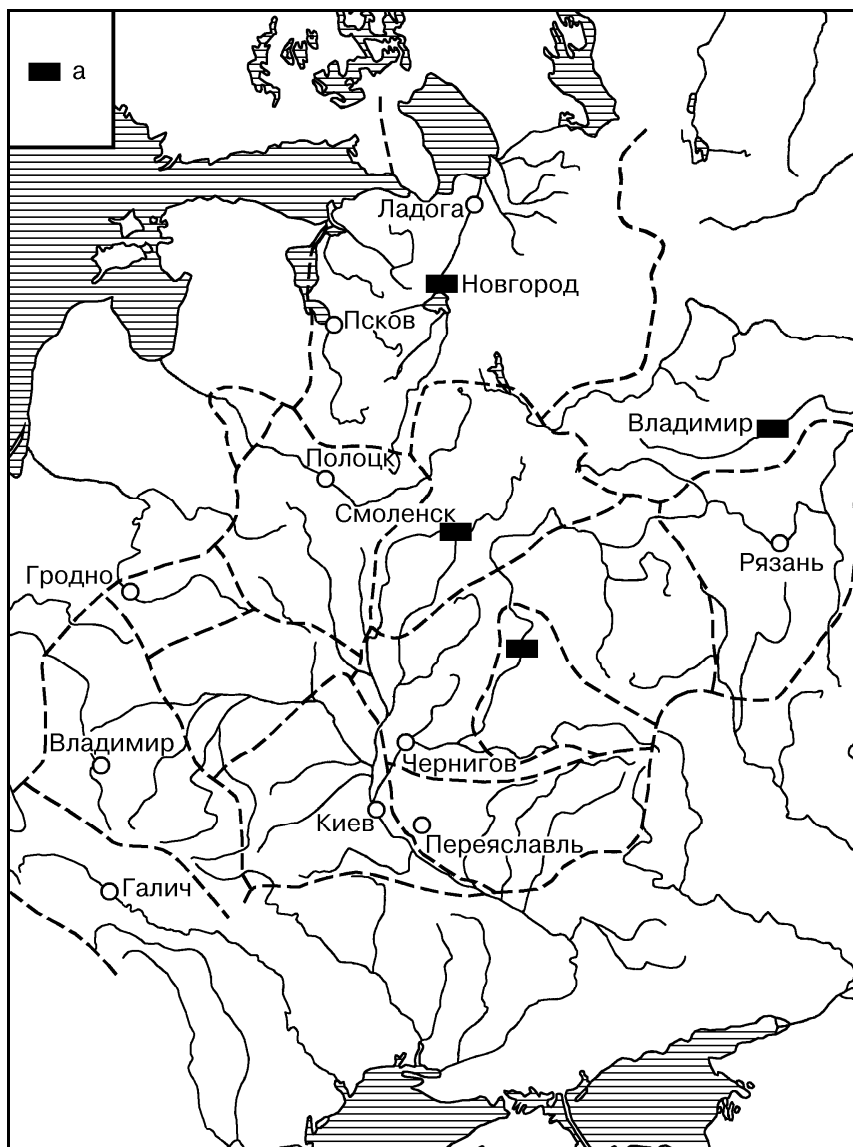 а
Ладога
Новгород
Псков
Владимир
Полоцк
Смоленск
Рязань
Гродно
Владимир
Чернигов
Киев
Переяславль
Галич